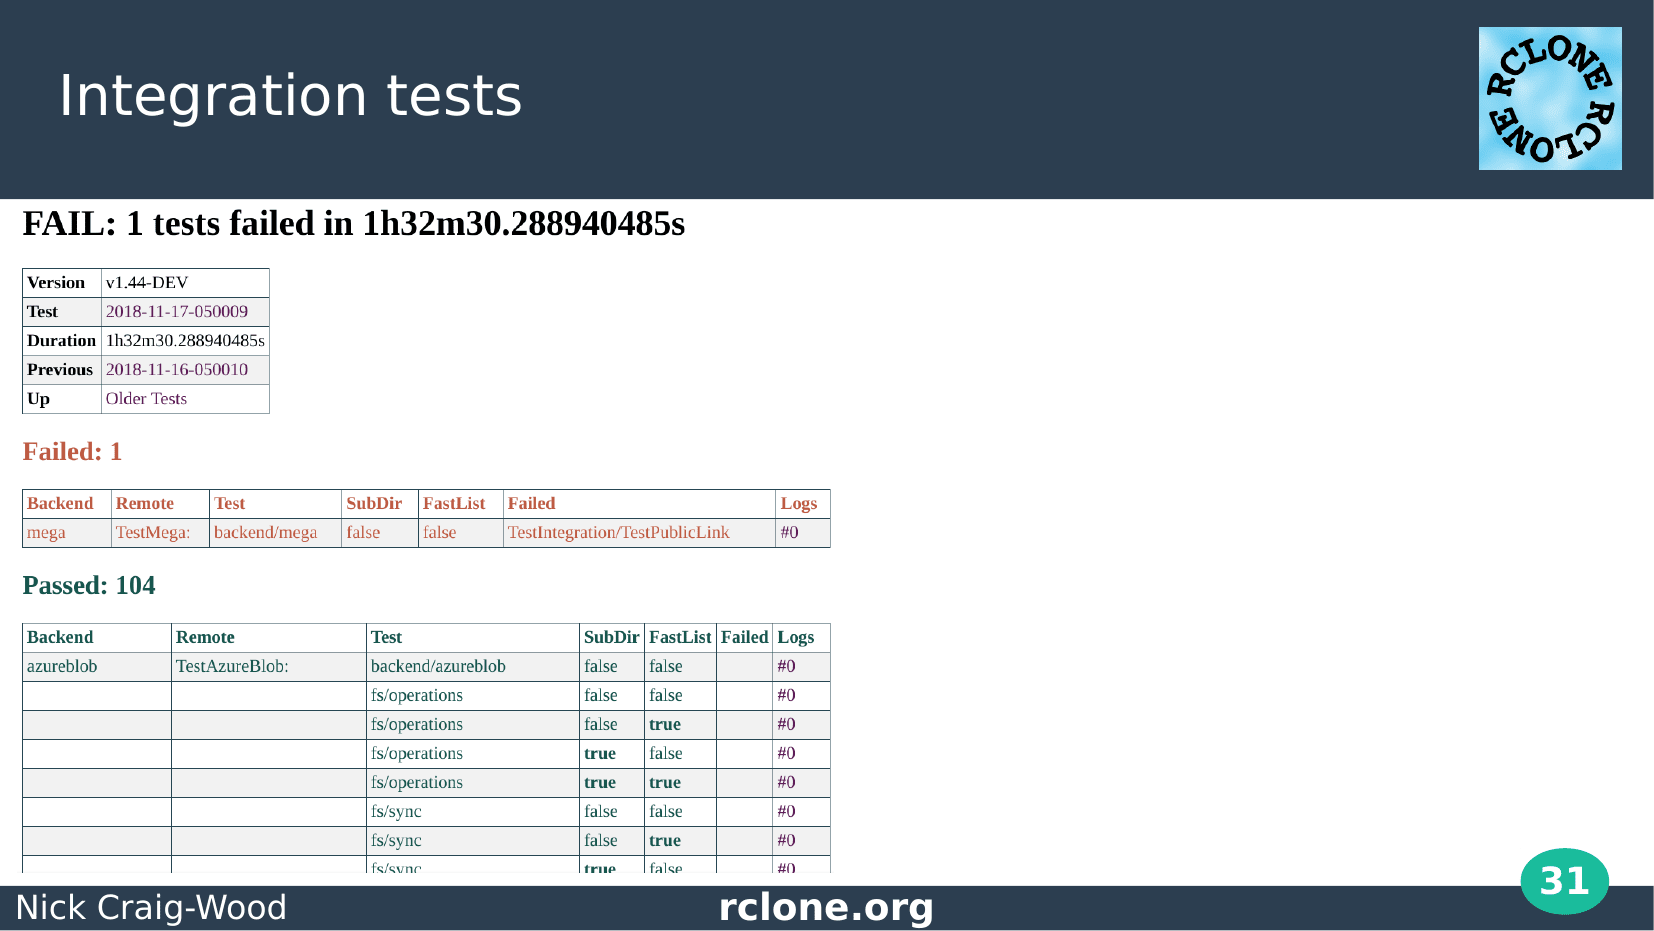 Integration tests
RCLONE RCLONE
FAIL: 1 tests failed in 1h32m30.288940485s
Version v1.44-DEV
Test 2018-11-17-050009
Duration 1h32m30.288940485s
Previous 2018-11-16-050010
Up Older Tests
Failed: 1
Backend Remote Test SubDir FastList Failed Logs
mega TestMega: backend/mega false false TestIntegration/TestPublicLink #0
Passed: 104
Backend Remote Test SubDir FastList Failed Logs
azureblob TestAzureBlob: backend/azureblob false false #0
fs/operations false false #0
fs/operations false true #0
fs/operations true false #0
fs/operations true true #0
fs/sync false false #0
fs/sync false true #0
fs/sync true false #0
31
Nick Craig-Wood rclone.org